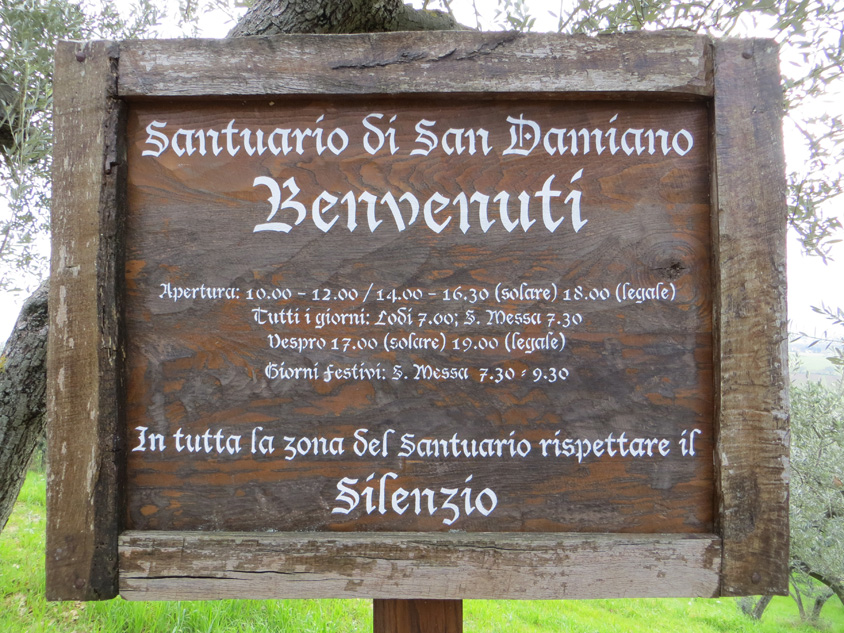 Santuario di San Damiano
Benvenuti
Apertura: 10.00 - 12.00 / 14.00 - 16.30 (solare) 18.00 (legale)
Tutti i giorni: Lodi 7.00; S. Messa 7.30
Vespro 17.00 (solare) 19.00 (legale)
Giorni festivi: S. Messa 7.30 - 9.30
In tutta la zona del Santuario rispettare il
Silenzio